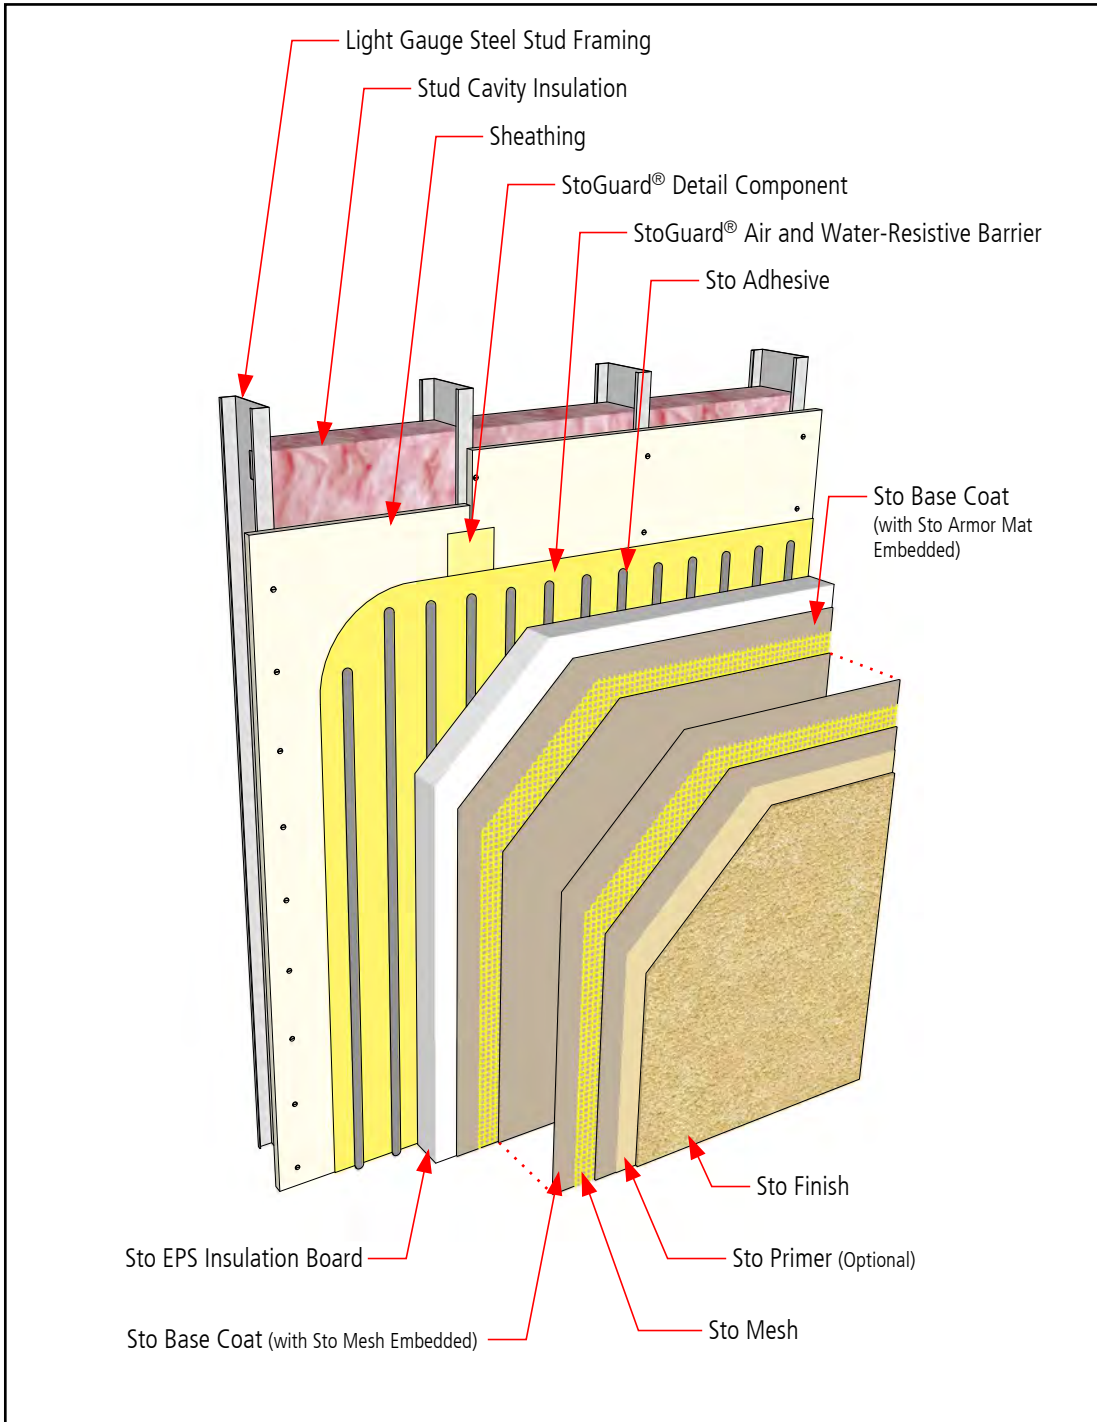 Light Gauge Steel Stud Framing
Stud Cavity Insulation
Sheathing
StoGuard® Detail Component
StoGuard® Air and Water-Resistive Barrier
Sto Adhesive
Sto Base Coat
(with Sto Armor Mat
Embedded)
Sto Finish
Sto EPS Insulation Board
Sto Primer (Optional)
Sto Mesh
Sto Base Coat (with Sto Mesh Embedded)